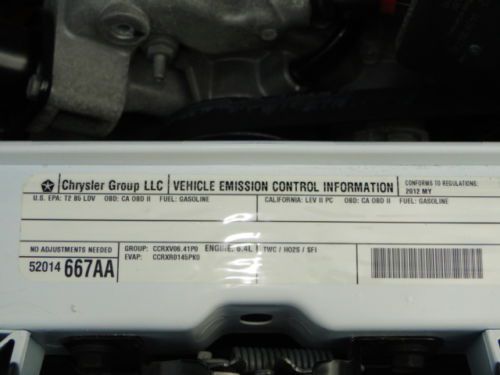 Chrysler Group LLC
VEHICLE EMISSION CONTROL INFORMATION
CONFORMS TO REGULATIONS:
2012 MY
U.S. EPA: T2 B5 LDV OBD: CA OBD II FUEL: GASOLINE
CALIFORNIA: LEV II PC OBD: CA OBD II FUEL: GASOLINE
NO ADJUSTMENTS NEEDED
52014 667AA
GROUP: CCRXV06.41P0 ENGINE: 6.4L TWC / HO2S / SFI
EVAP: CCRXR0145PK0